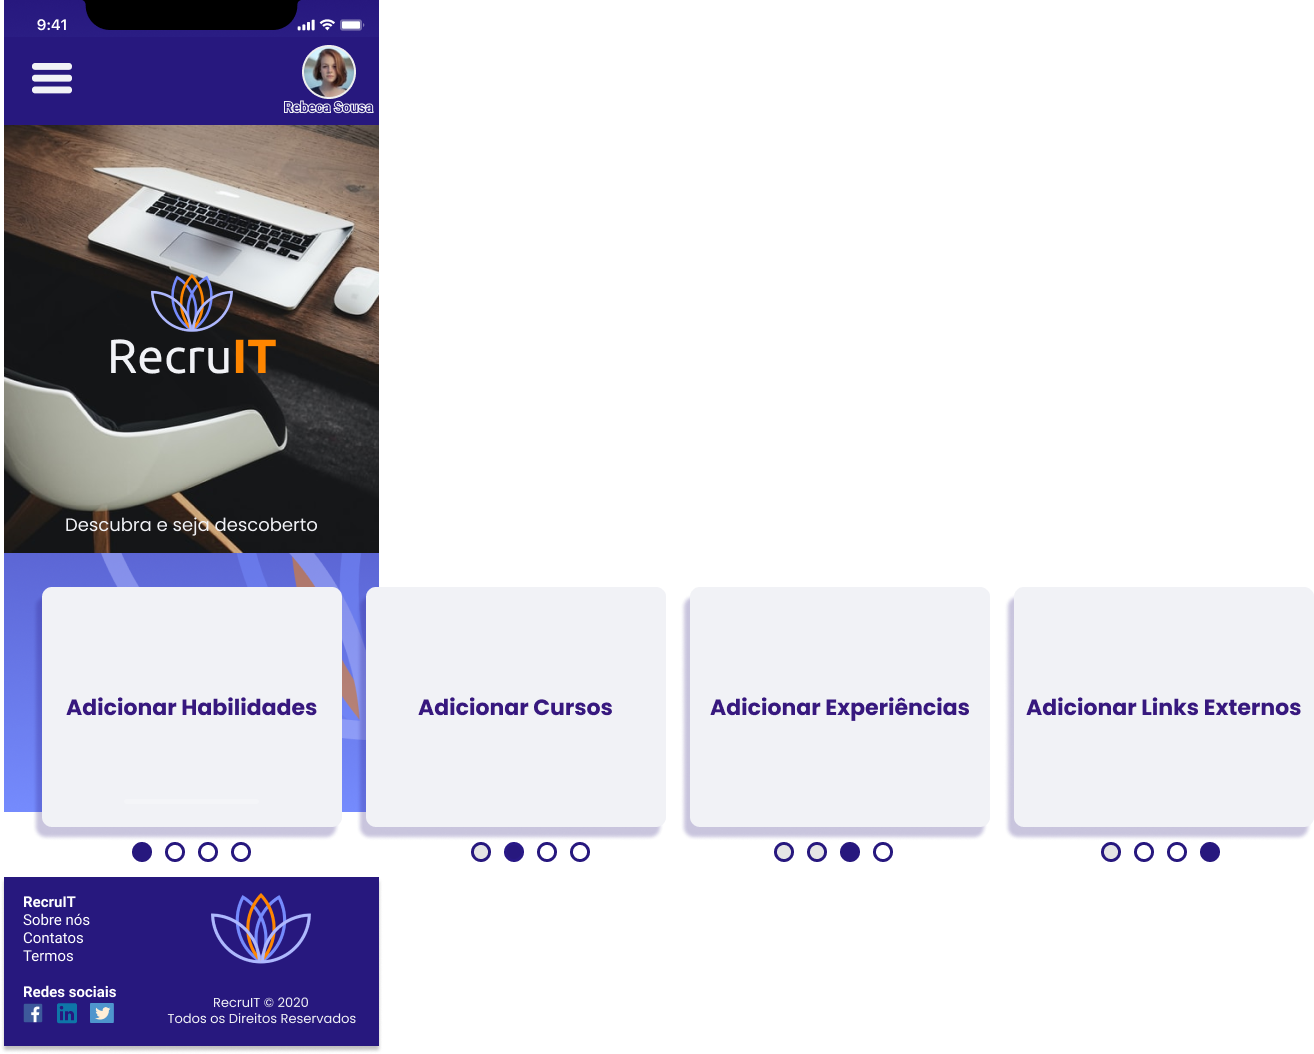 9:41
Rebeca Sousa
RecruIT
Descubra e seja descoberto
Adicionar Habilidades
Adicionar Cursos
Adicionar Experiências
Adicionar Links Externos
RecruIT
Sobre nós
Contatos
Termos
Redes sociais
RecruIT © 2020
Todos os Direitos Reservados